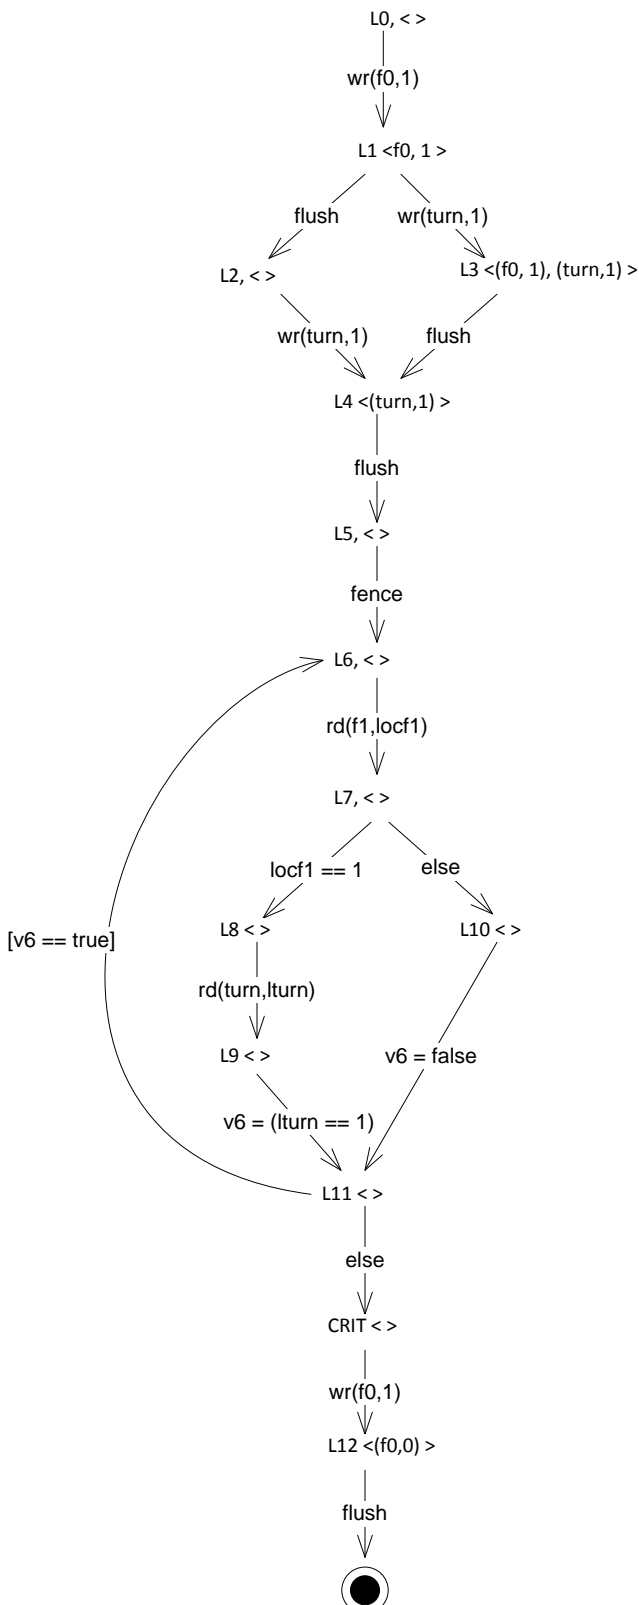 L0, < >
wr(f0,1)
L1 <f0, 1 >
flush
wr(turn,1)
L2, < >
L3 <(f0, 1), (turn,1) >
wr(turn,1)
flush
L4 <(turn,1) >
flush
L5, < >
fence
L6, < >
rd(f1,locf1)
L7, < >
locf1 == 1
else
[v6 == true]
L8 < >
L10 < >
rd(turn,lturn)
L9 < >
v6 = false
v6 = (lturn == 1)
L11 < >
else
CRIT < >
wr(f0,1)
L12 <(f0,0) >
flush